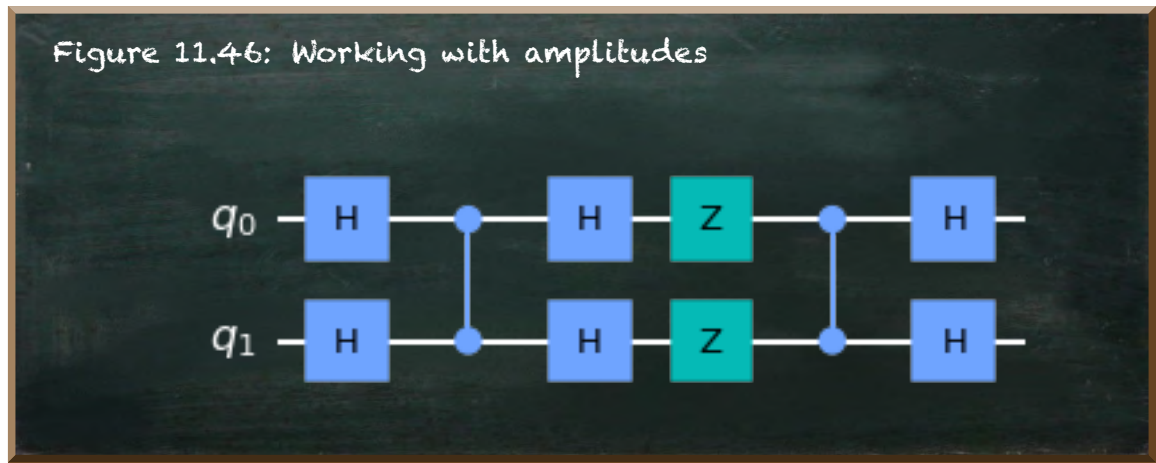 Figure 11.46: Working with amplitudes
q₀ H H Z H
q₁ H H Z H